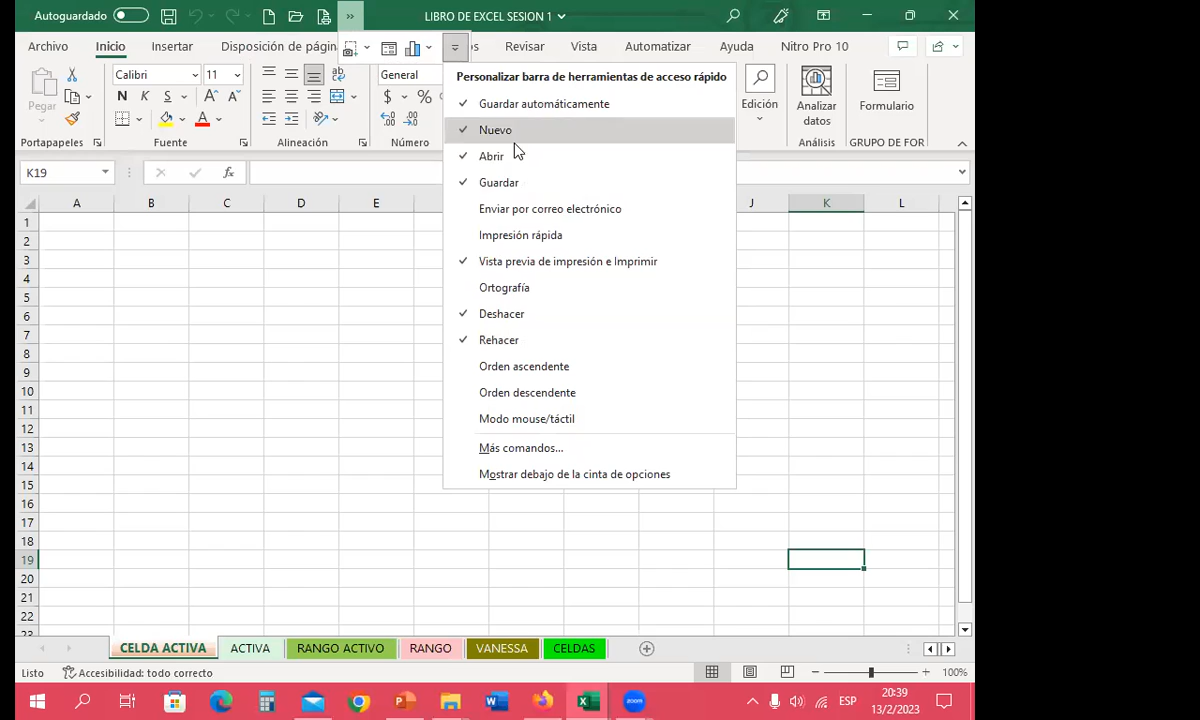 Autoguardado
LIBRO DE EXCEL SESION 1
Archivo
Inicio
Insertar
Disposición de págin
os
Revisar
Vista
Automatizar
Ayuda
Nitro Pro 10
Pegar
Calibri
11
N K S
Portapapeles
Fuente
Alineación
General
$ %
Número
Edición
Analizar
datos
Análisis
Formulario
GRUPO DE FOR
Personalizar barra de herramientas de acceso rápido
Guardar automáticamente
Nuevo
Abrir
Guardar
Enviar por correo electrónico
Impresión rápida
Vista previa de impresión e Imprimir
Ortografía
Deshacer
Rehacer
Orden ascendente
Orden descendente
Modo mouse/táctil
Más comandos...
Mostrar debajo de la cinta de opciones
K19
fx
A B C D E J K L
1
2
3
4
5
6
7
8
9
10
11
12
13
14
15
16
17
18
19
20
21
22
23
CELDA ACTIVA
ACTIVA
RANGO ACTIVO
RANGO
VANESSA
CELDAS
Listo
Accesibilidad: todo correcto
100%
zoom
ESP
20:39
13/2/2023